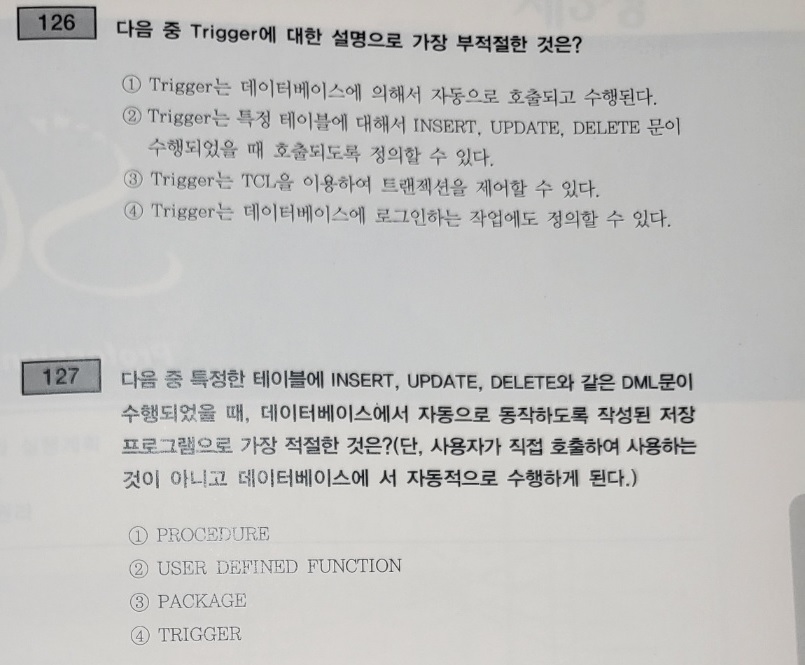 126 다음 중 Trigger에 대한 설명으로 가장 부적절한 것은?
① Trigger는 데이터베이스에 의해서 자동으로 호출되고 수행된다.
② Trigger는 특정 테이블에 대해서 INSERT, UPDATE, DELETE 문이
수행되었을 때 호출되도록 정의할 수 있다.
③ Trigger는 TCL을 이용하여 트랜잭션을 제어할 수 있다.
④ Trigger는 데이터베이스에 로그인하는 작업에도 정의할 수 있다.
127 다음 중 특정한 테이블에 INSERT, UPDATE, DELETE와 같은 DML문이
수행되었을 때, 데이터베이스에서 자동으로 동작하도록 작성된 저장
프로그램으로 가장 적절한 것은?(단, 사용자가 직접 호출하여 사용하는
것이 아니고 데이터베이스에 서 자동적으로 수행하게 된다.)
① PROCEDURE
② USER DEFINED FUNCTION
③ PACKAGE
④ TRIGGER